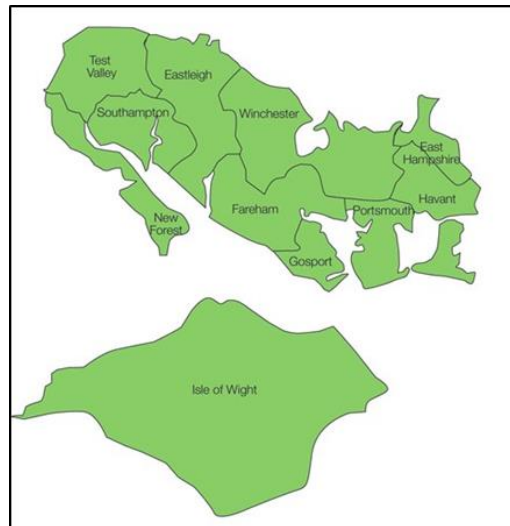 Test
Valley
Eastleigh
Southampton
Winchester
East
Hampshire
Havant
New
Forest
Fareham
Portsmouth
Gosport
Isle of Wight